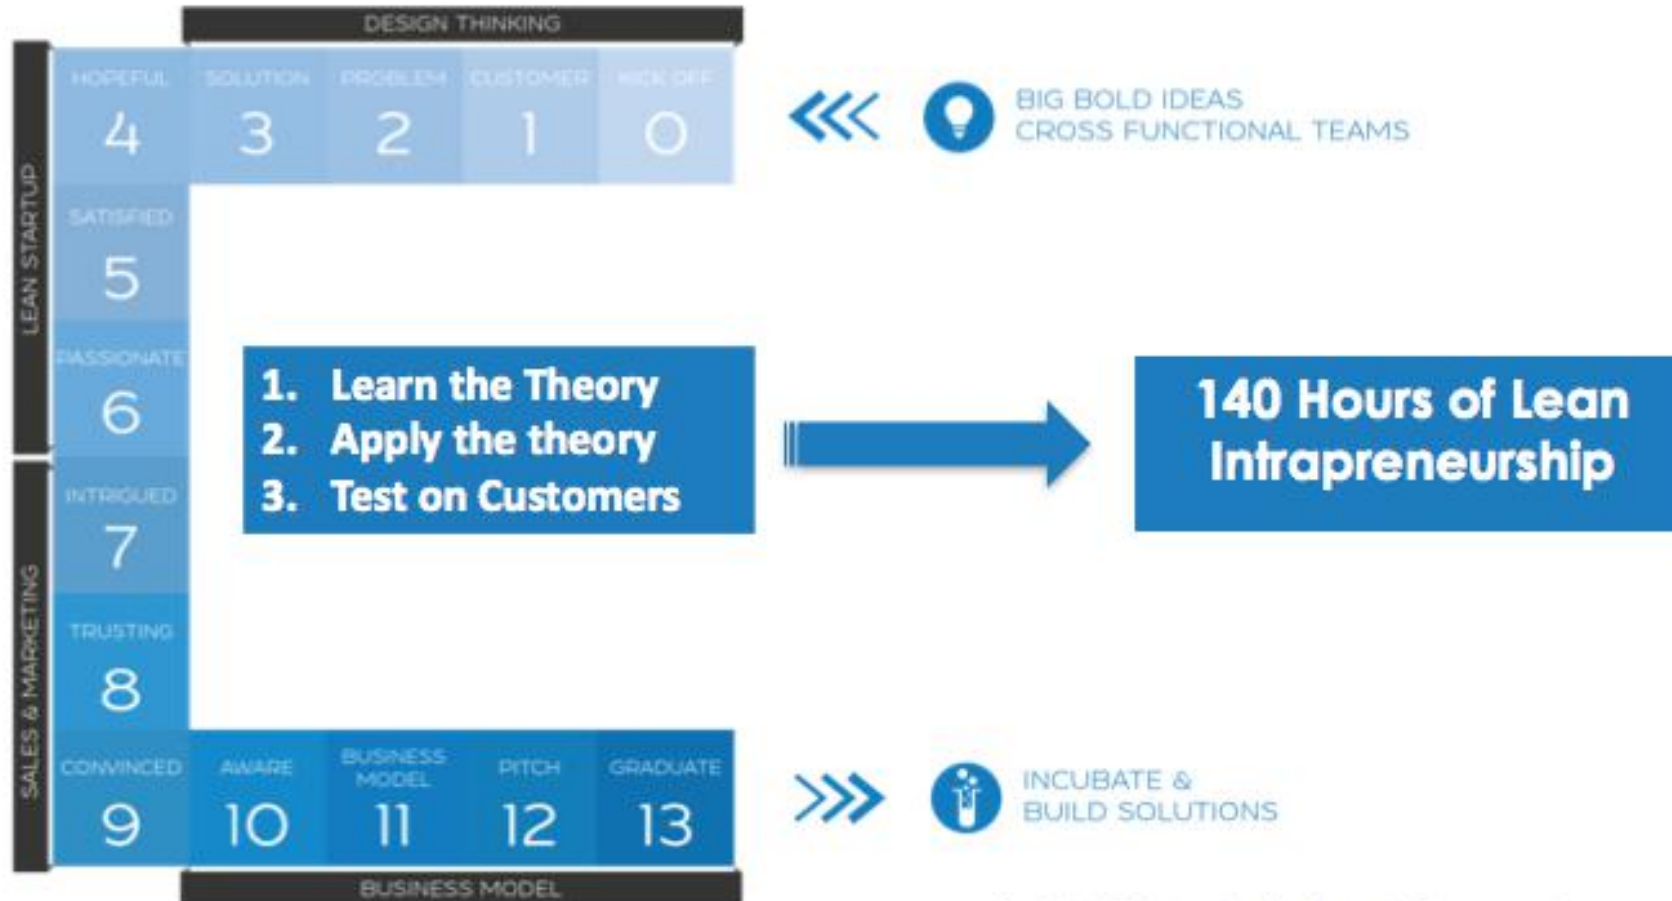 DESIGN THINKING
HOPEFUL
4
SOLUTION
3
PROBLEM
2
CUSTOMER
1
KICK OFF
0
BIG BOLD IDEAS
CROSS FUNCTIONAL TEAMS
LEAN STARTUP
SATISFIED
5
PASSIONATE
6
1. Learn the Theory
2. Apply the theory
3. Test on Customers
140 Hours of Lean
Intrapreneurship
SALES & MARKETING
INTRIGUED
7
TRUSTING
8
CONVINCED
9
AWARE
10
BUSINESS
MODEL
11
PITCH
12
GRADUATE
13
INCUBATE &
BUILD SOLUTIONS
BUSINESS MODEL